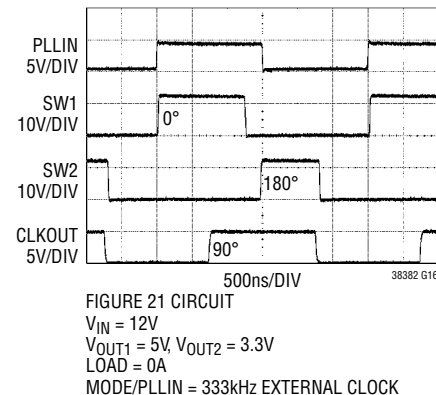 PLLIN
5V/DIV
SW1
10V/DIV
0°
SW2
10V/DIV
180°
CLKOUT
5V/DIV
90°
500ns/DIV
38382 G16
FIGURE 21 CIRCUIT
VIN = 12V
VOUT1 = 5V, VOUT2 = 3.3V
LOAD = 0A
MODE/PLLIN = 333kHz EXTERNAL CLOCK